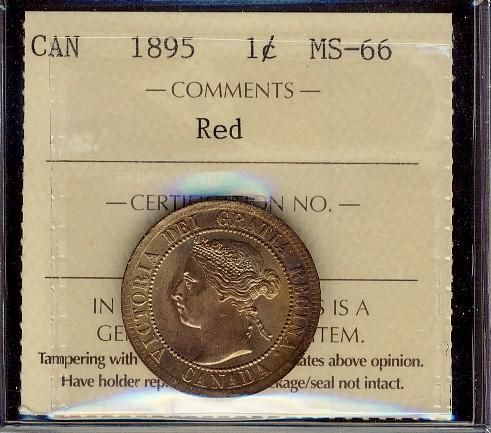 CAN 1895 1¢ MS-66
— COMMENTS —
Red
— CERTIFICATION NO. —
VICTORIA DEI GRATIA REGINA.
CANADA
IN S IS A
GE TEM.
Tampering with ates above opinion.
Have holder rep kage/seal not intact.